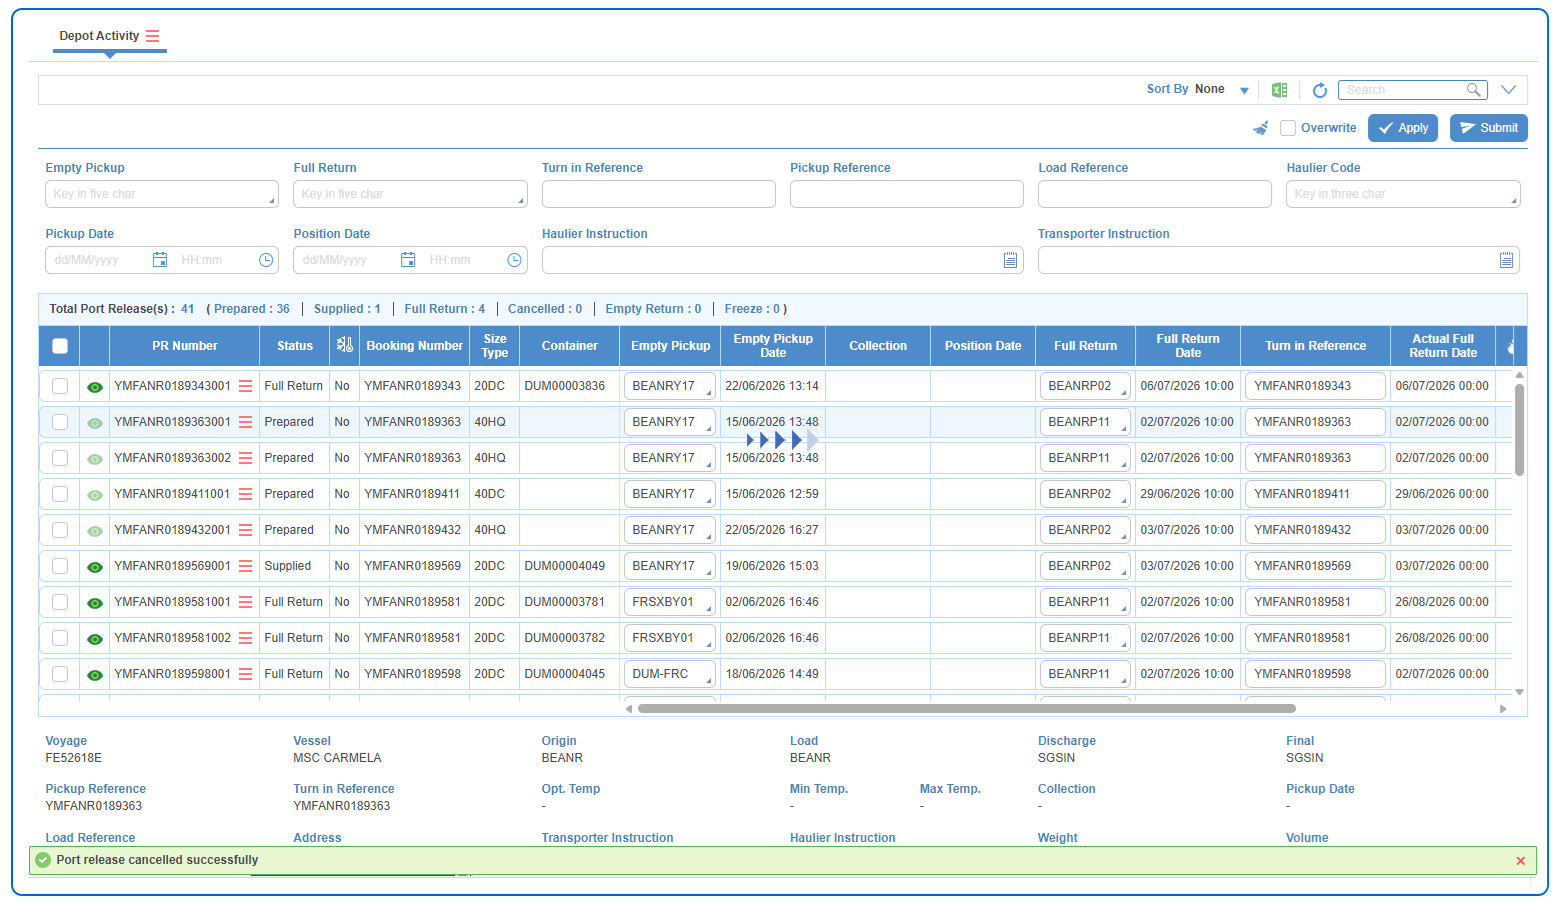 Depot Activity
Sort By None Search
Overwrite Apply Submit
Empty Pickup Full Return Turn in Reference Pickup Reference Load Reference Haulier Code
Key in five char Key in five char Key in three char
Pickup Date Position Date Haulier Instruction Transporter Instruction
dd/MM/yyyy HH:mm dd/MM/yyyy HH:mm
Total Port Release(s) : 41 ( Prepared : 36 | Supplied : 1 | Full Return : 4 | Cancelled : 0 | Empty Return : 0 | Freeze : 0 )
PR Number Status Booking Number Size Type Container Empty Pickup Empty Pickup Date Collection Position Date Full Return Full Return Date Turn in Reference Actual Full Return Date
YMFANR0189343001 Full Return No YMFANR0189343 20DC DUM00003836 BEANRY17 22/06/2026 13:14 BEANRP02 06/07/2026 10:00 YMFANR0189343 06/07/2026 00:00
YMFANR0189363001 Prepared No YMFANR0189363 40HQ BEANRY17 15/06/2026 13:48 BEANRP11 02/07/2026 10:00 YMFANR0189363 02/07/2026 00:00
YMFANR0189363002 Prepared No YMFANR0189363 40HQ BEANRY17 15/06/2026 13:48 BEANRP11 02/07/2026 10:00 YMFANR0189363 02/07/2026 00:00
YMFANR0189411001 Prepared No YMFANR0189411 40DC BEANRY17 15/06/2026 12:59 BEANRP02 29/06/2026 10:00 YMFANR0189411 29/06/2026 00:00
YMFANR0189432001 Prepared No YMFANR0189432 40HQ BEANRY17 22/05/2026 16:27 BEANRP02 03/07/2026 10:00 YMFANR0189432 03/07/2026 00:00
YMFANR0189569001 Supplied No YMFANR0189569 20DC DUM00004049 BEANRY17 19/06/2026 15:03 BEANRP02 03/07/2026 10:00 YMFANR0189569 03/07/2026 00:00
YMFANR0189581001 Full Return No YMFANR0189581 20DC DUM00003781 FRSXBY01 02/06/2026 16:46 BEANRP11 02/07/2026 10:00 YMFANR0189581 26/08/2026 00:00
YMFANR0189581002 Full Return No YMFANR0189581 20DC DUM00003782 FRSXBY01 02/06/2026 16:46 BEANRP11 02/07/2026 10:00 YMFANR0189581 26/08/2026 00:00
YMFANR0189598001 Full Return No YMFANR0189598 20DC DUM00004045 DUM-FRC 18/06/2026 14:49 BEANRP11 02/07/2026 10:00 YMFANR0189598 02/07/2026 00:00
Voyage Vessel Origin Load Discharge Final
FE52618E MSC CARMELA BEANR BEANR SGSIN SGSIN
Pickup Reference Turn in Reference Opt. Temp Min Temp. Max Temp. Collection Pickup Date
YMFANR0189363 YMFANR0189363 - - - - -
Load Reference Address Transporter Instruction Haulier Instruction Weight Volume
Port release cancelled successfully